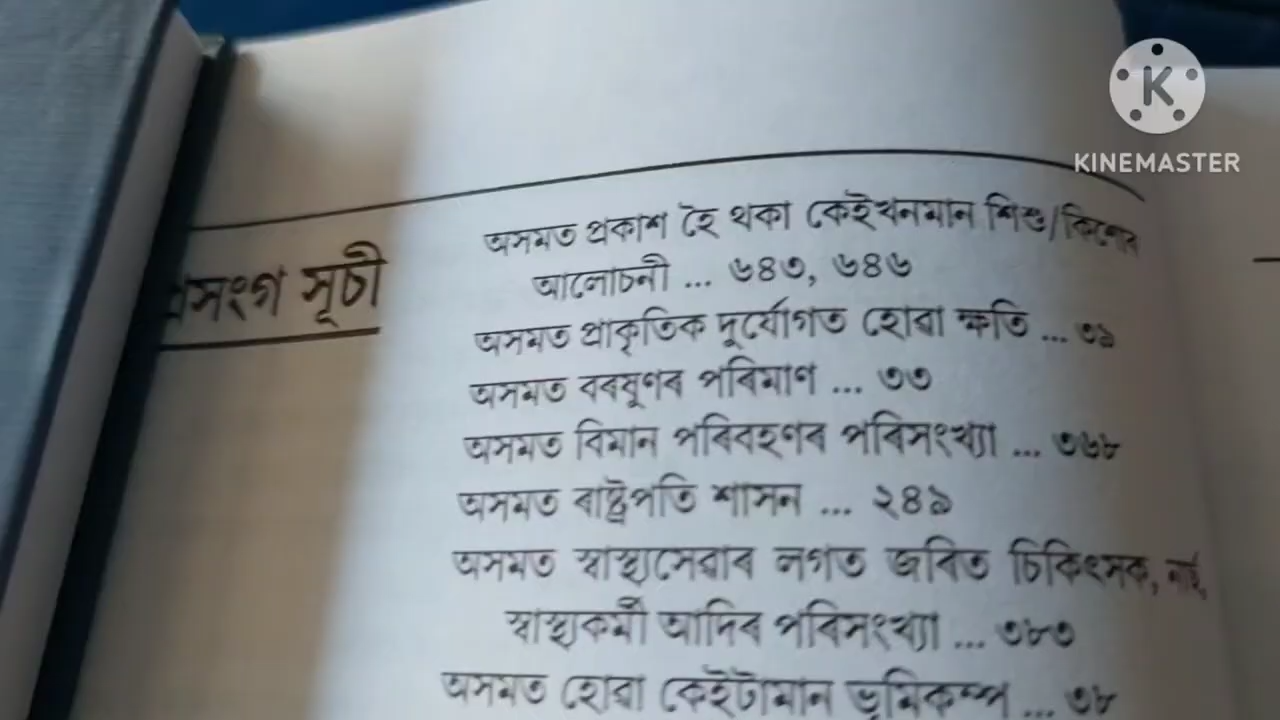 KINEMASTER
প্ৰসংগ সূচী
অসমত প্ৰকাশ হৈ থকা কেইখনমান শিশু/কিশোৰ
আলোচনী ... ৬৪৩, ৬৪৬
অসমত প্ৰাকৃতিক দুৰ্যোগত হোৱা ক্ষতি ... ৩৯
অসমত বৰষুণৰ পৰিমাণ ... ৩৩
অসমত বিমান পৰিবহণৰ পৰিসংখ্যা ... ৩৬৮
অসমত ৰাষ্ট্ৰপতি শাসন ... ২৪৯
অসমত স্বাস্থ্যসেৱাৰ লগত জৰিত চিকিৎসক,
স্বাস্থ্যকৰ্মী আদিৰ পৰিসংখ্যা ... ৩৮৩
অসমত হোৱা কেইটামান ভূমিকম্প ... ৩৮